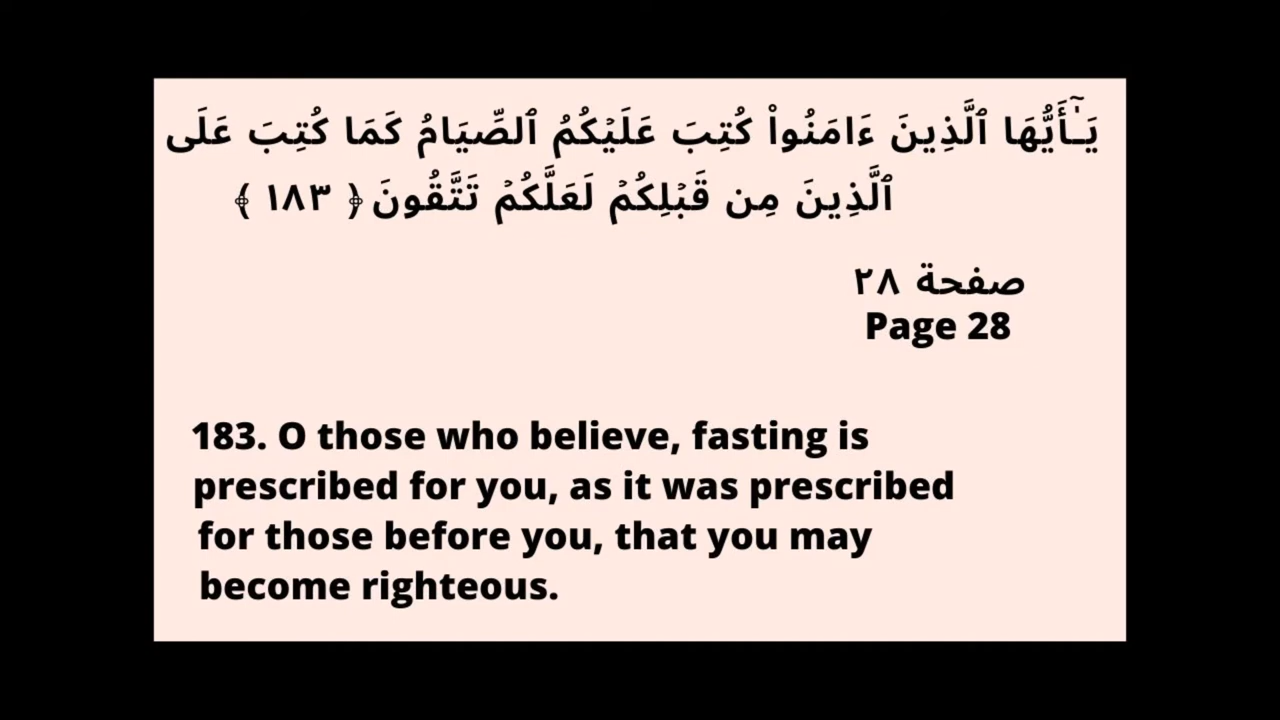 يَـٰٓأَيُّهَا ٱلَّذِينَ ءَامَنُوا۟ كُتِبَ عَلَيْكُمُ ٱلصِّيَامُ كَمَا كُتِبَ عَلَى
ٱلَّذِينَ مِن قَبْلِكُمْ لَعَلَّكُمْ تَتَّقُونَ ﴿ ١٨٣ ﴾
صفحة ٢٨
Page 28
183. O those who believe, fasting is
prescribed for you, as it was prescribed
for those before you, that you may
become righteous.